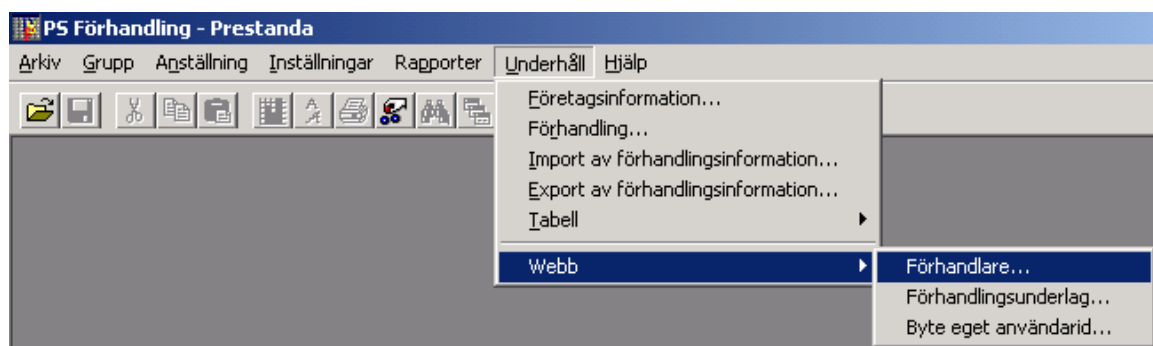 PS Förhandling - Prestanda
Arkiv Grupp Anställning Inställningar Rapporter Underhåll Hjälp
Företagsinformation...
Förhandling...
Import av förhandlingsinformation...
Export av förhandlingsinformation...
Tabell
Webb
Förhandlare...
Förhandlingsunderlag...
Byte eget användarid...